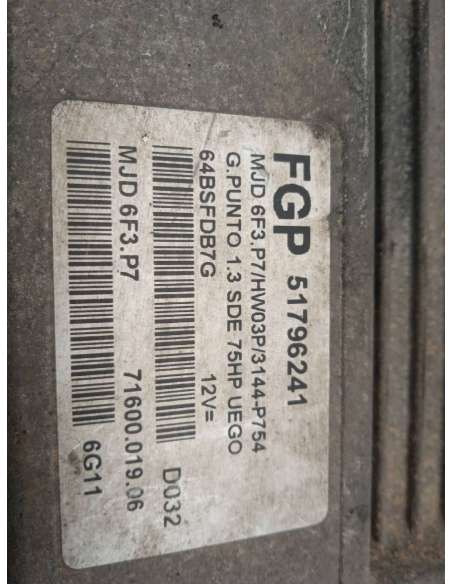 FGP 51796241
MJD 6F3.P7/HW03P/3144-P754
G.PUNTO 1.3 SDE 75HP UEGO
64BSFDB7G 12V=
D032
MJD 6F3.P7 71600.019.06
6G11